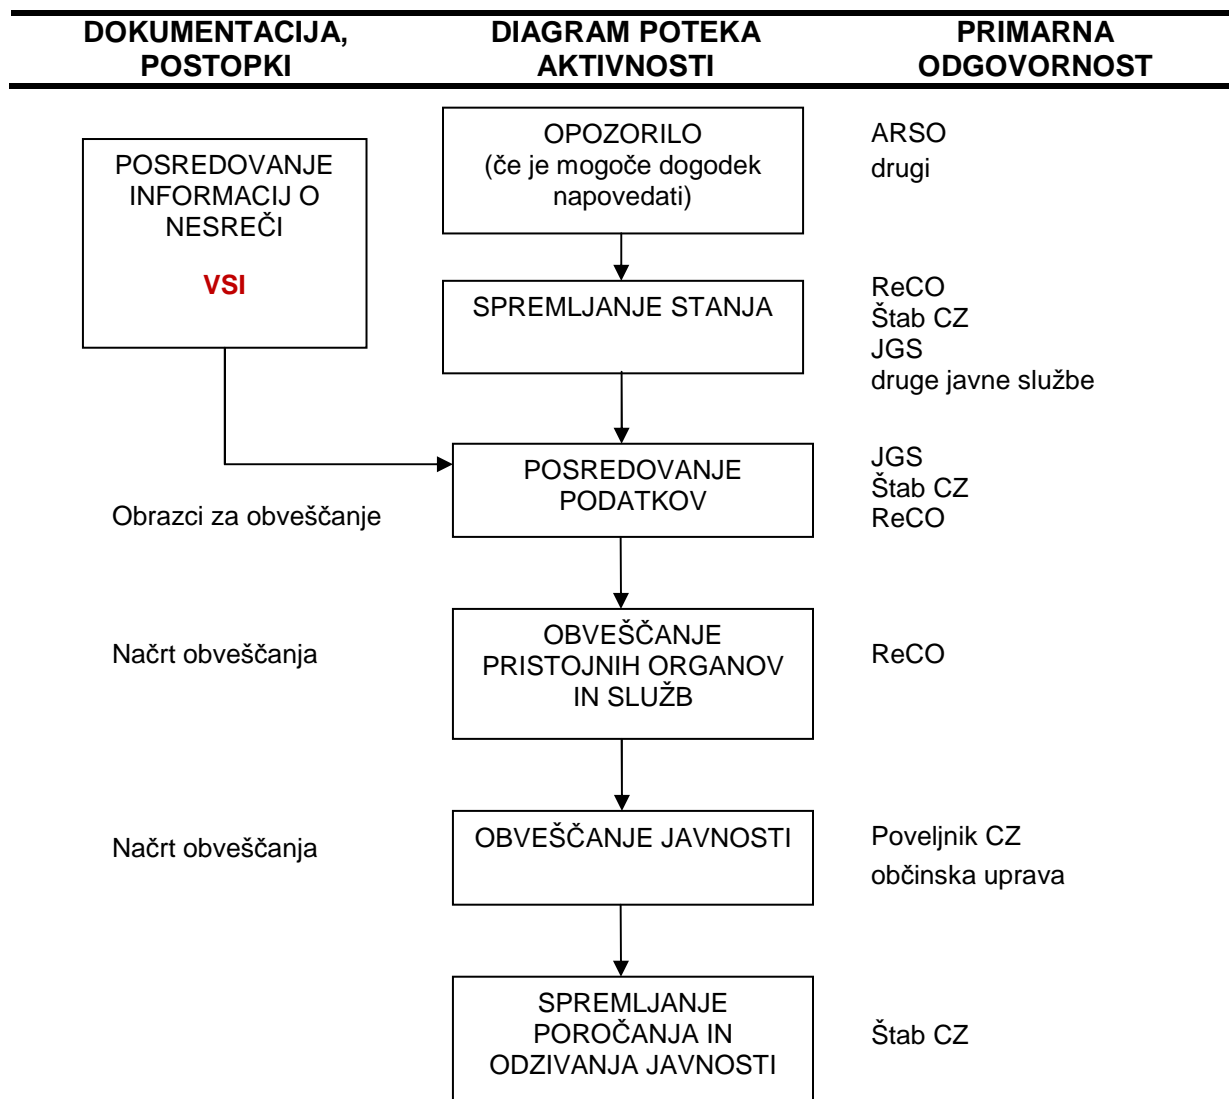 DOKUMENTACIJA,
POSTOPKI
DIAGRAM POTEKA
AKTIVNOSTI
PRIMARNA
ODGOVORNOST
POSREDOVANJE
INFORMACIJ O
NESREČI
VSI
OPOZORILO
(če je mogoče dogodek
napovedati)
ARSO
drugi
SPREMLJANJE STANJA
ReCO
Štab CZ
JGS
druge javne službe
Obrazci za obveščanje
POSREDOVANJE
PODATKOV
JGS
Štab CZ
ReCO
Načrt obveščanja
OBVEŠČANJE
PRISTOJNIH ORGANOV
IN SLUŽB
ReCO
Načrt obveščanja
OBVEŠČANJE JAVNOSTI
Poveljnik CZ
občinska uprava
SPREMLJANJE
POROČANJA IN
ODZIVANJA JAVNOSTI
Štab CZ